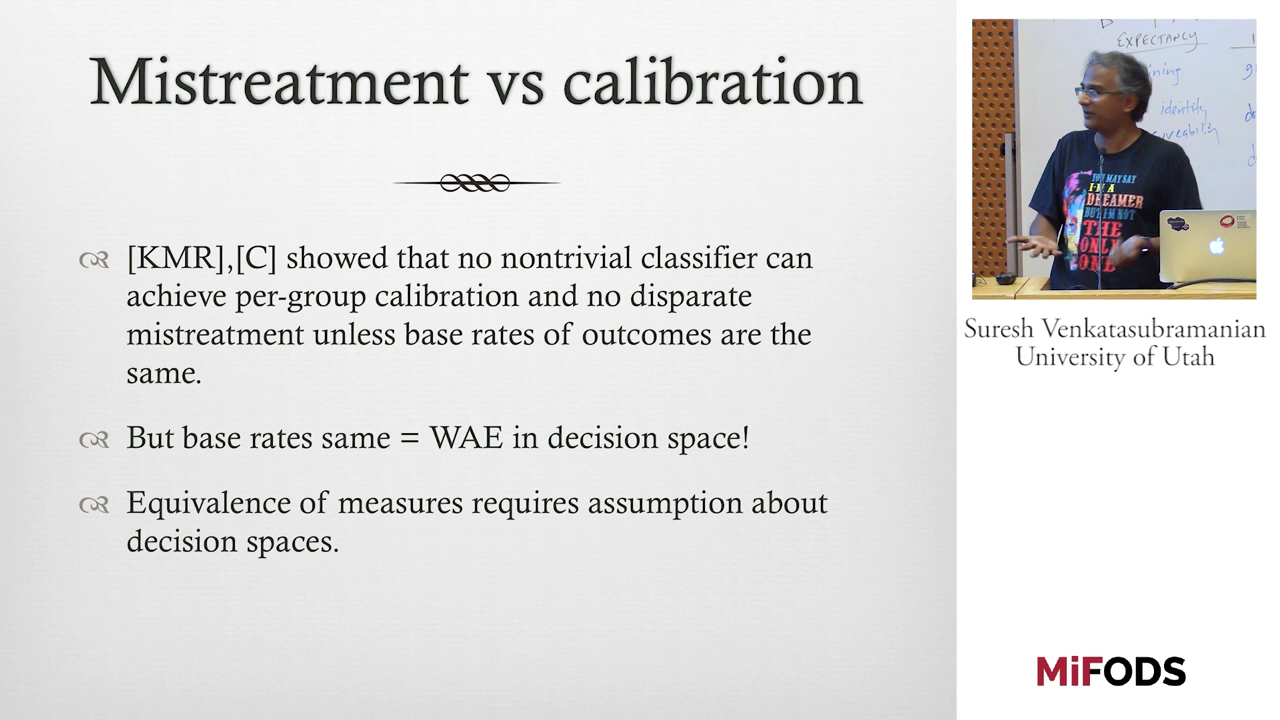 Mistreatment vs calibration
[KMR],[C] showed that no nontrivial classifier can
achieve per-group calibration and no disparate
mistreatment unless base rates of outcomes are the
same.
But base rates same = WAE in decision space!
Equivalence of measures requires assumption about
decision spaces.
EXPECTANCY
identity
YOU MAY SAY
I'M A
DREAMER
BUT I'M NOT
THE
ONLY
ONE
Suresh Venkatasubramanian
University of Utah
MiFODS